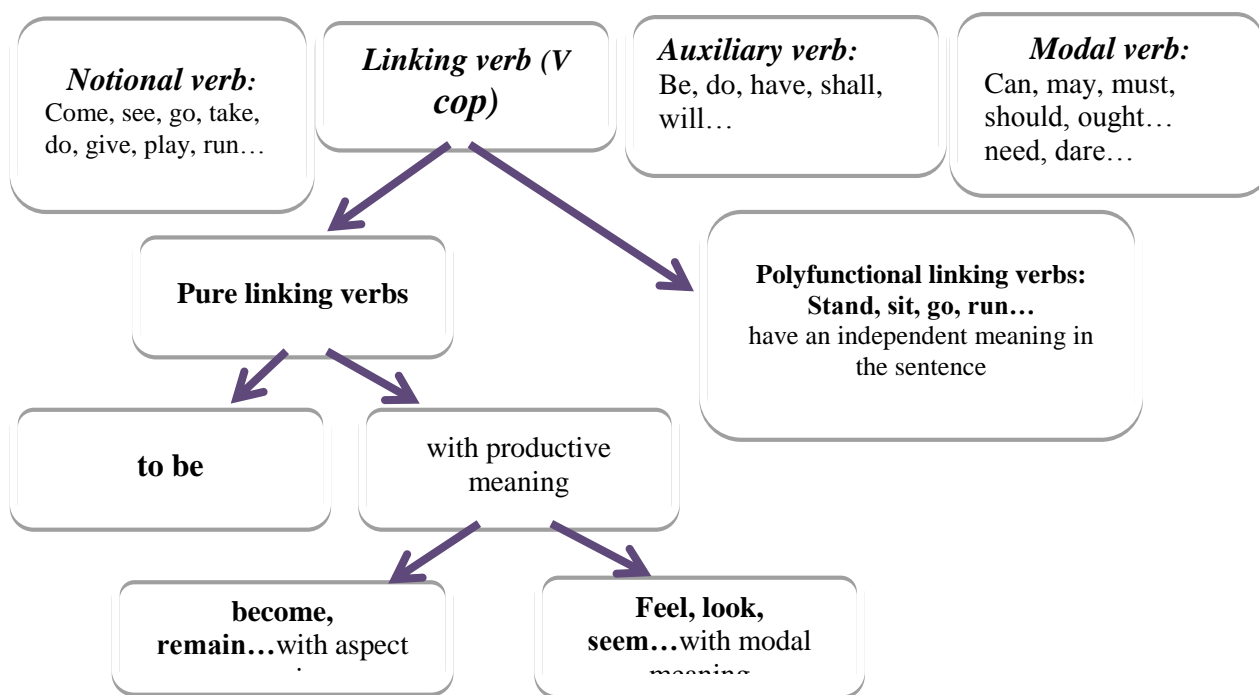 Notional verb:
Come, see, go, take,
do, give, play, run…
Linking verb (V
cop)
Auxiliary verb:
Be, do, have, shall,
will…
Modal verb:
Can, may, must,
should, ought…
need, dare…
Pure linking verbs
Polyfunctional linking verbs:
Stand, sit, go, run…
have an independent meaning in
the sentence
to be
with productive
meaning
become,
remain…with aspect
Feel, look,
seem…with modal
meaning